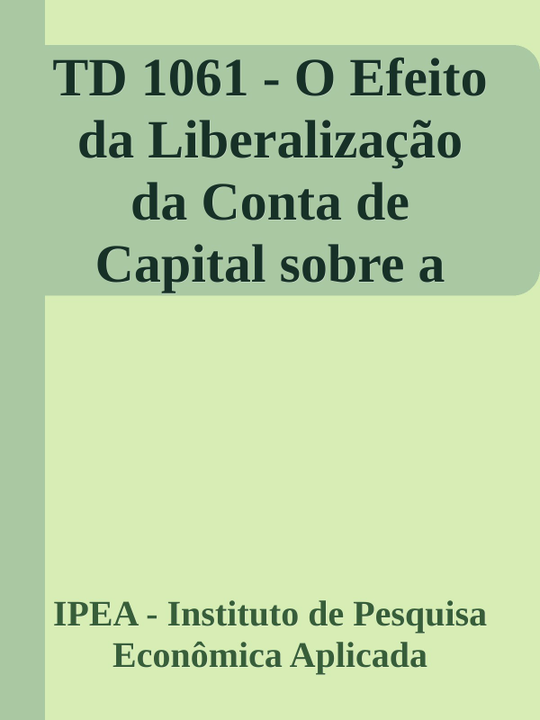 TD 1061 - O Efeito
da Liberalização
da Conta de
Capital sobre a
IPEA - Instituto de Pesquisa
Econômica Aplicada